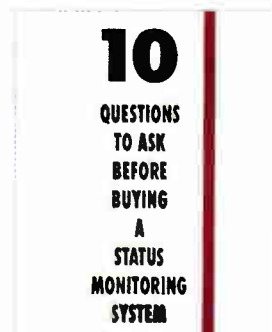 10
QUESTIONS
TO ASK
BEFORE
BUYING
A
STATUS
MONITORING
SYSTEM